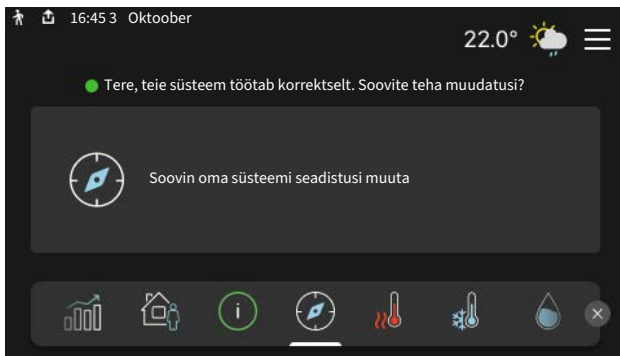 16:45 3 Oktoober
22.0°
Tere, teie süsteem töötab korrektselt. Soovite teha muudatusi?
Soovin oma süsteemi seadistusi muuta
i